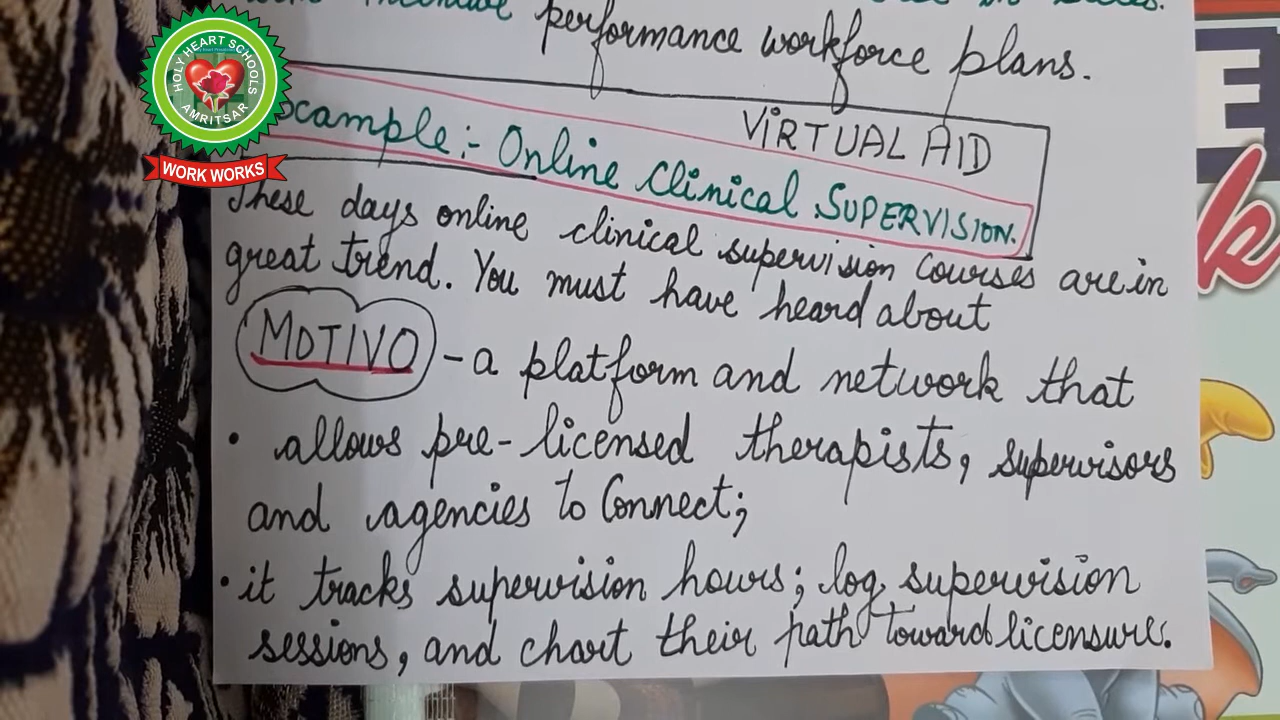 performance workforce plans.
VIRTUAL AID
Example:- Online Clinical SUPERVISION.
These days online clinical supervision Courses are in
great trend. You must have heard about
MOTIVO - a platform and network that
• allows pre-licensed therapists, supervisors
and agencies to Connect;
• it tracks supervision hours; log supervision
sessions, and chart their path toward licensure.
HOLY HEART SCHOOLS
AMRITSAR
WORK WORKS
E
k